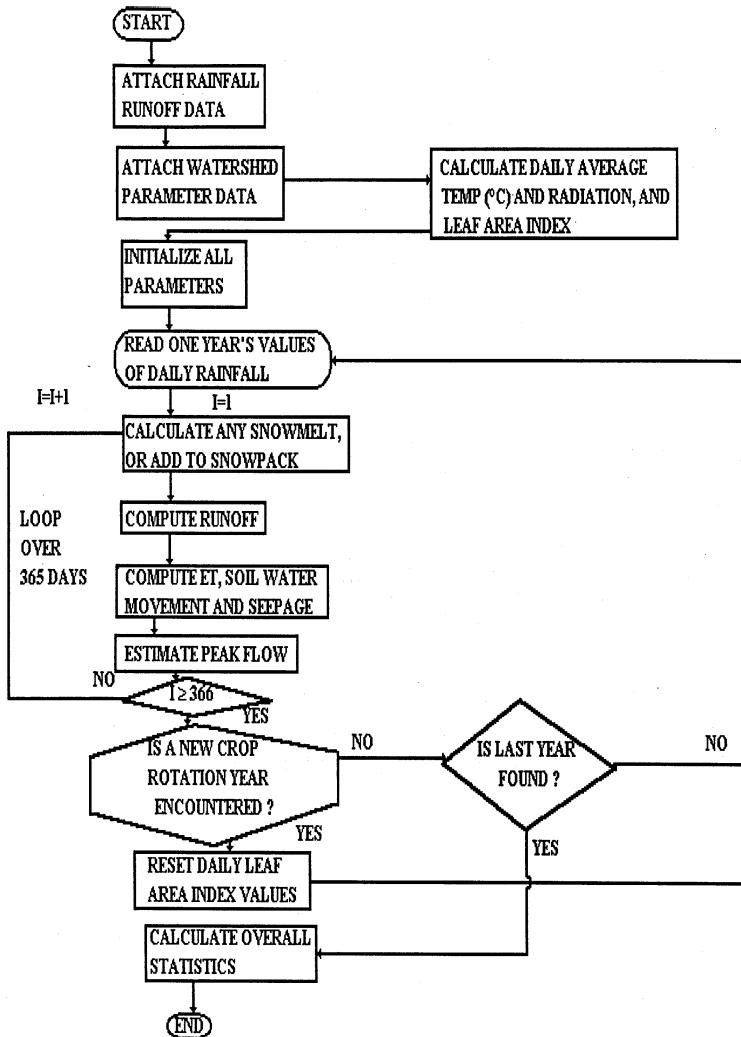 START
ATTACH RAINFALL
RUNOFF DATA
ATTACH WATERSHED
PARAMETER DATA
CALCULATE DAILY AVERAGE
TEMP (°C) AND RADIATION, AND
LEAF AREA INDEX
INITIALIZE ALL
PARAMETERS
READ ONE YEAR'S VALUES
OF DAILY RAINFALL
I=I+1
I=1
CALCULATE ANY SNOWMELT,
OR ADD TO SNOWPACK
LOOP
OVER
365 DAYS
COMPUTE RUNOFF
COMPUTE ET, SOIL WATER
MOVEMENT AND SEEPAGE
ESTIMATE PEAK FLOW
NO
I ≥ 366
YES
IS A NEW CROP
ROTATION YEAR
ENCOUNTERED ?
NO
IS LAST YEAR
FOUND ?
NO
YES
YES
RESET DAILY LEAF
AREA INDEX VALUES
CALCULATE OVERALL
STATISTICS
END